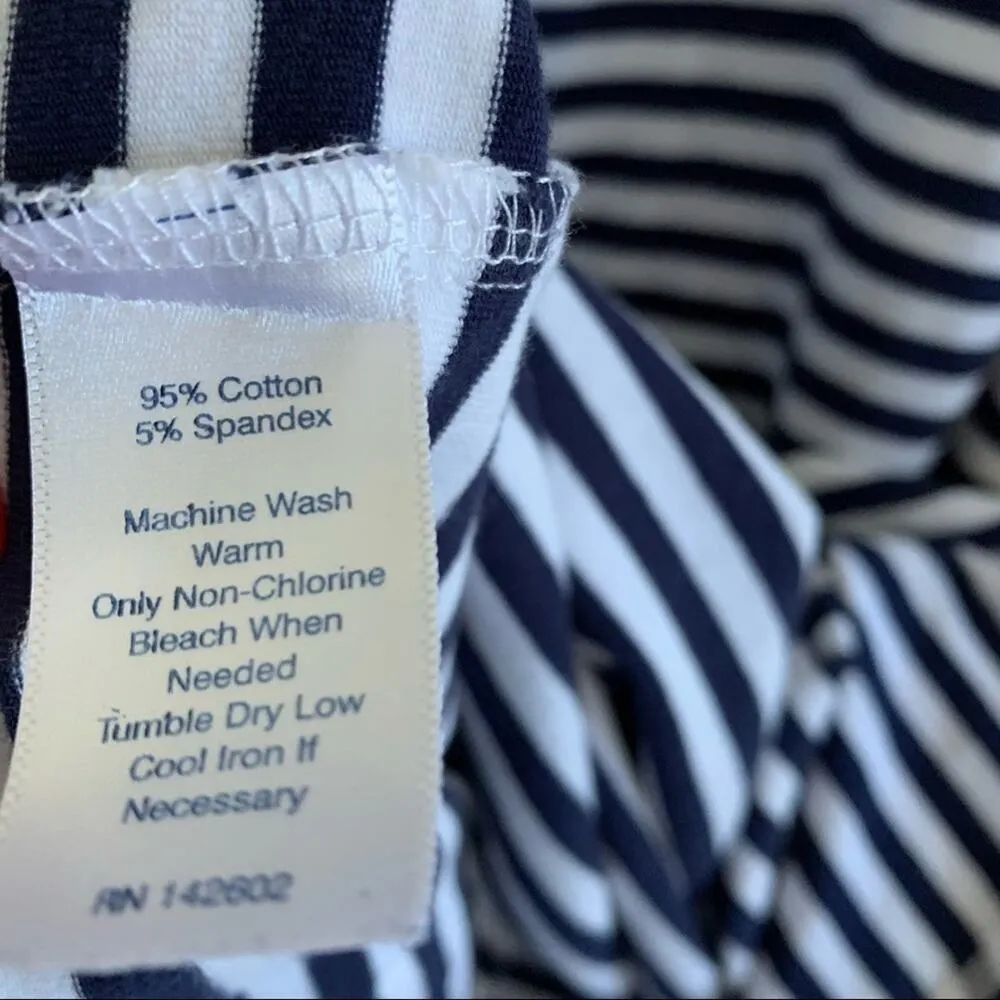 95% Cotton
5% Spandex
Machine Wash
Warm
Only Non-Chlorine
Bleach When
Needed
Tumble Dry Low
Cool Iron If
Necessary
RN 142602